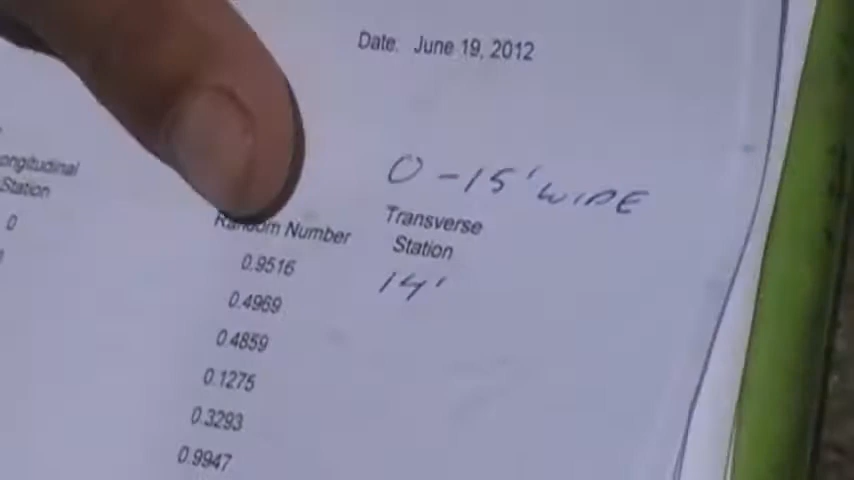 Date: June 19, 2012
0-15' WIDE
ongitudinal
Station
Random Number
Transverse
Station
0
0.9516
14'
0.4969
0.4859
0.1275
0.3293
0.9947